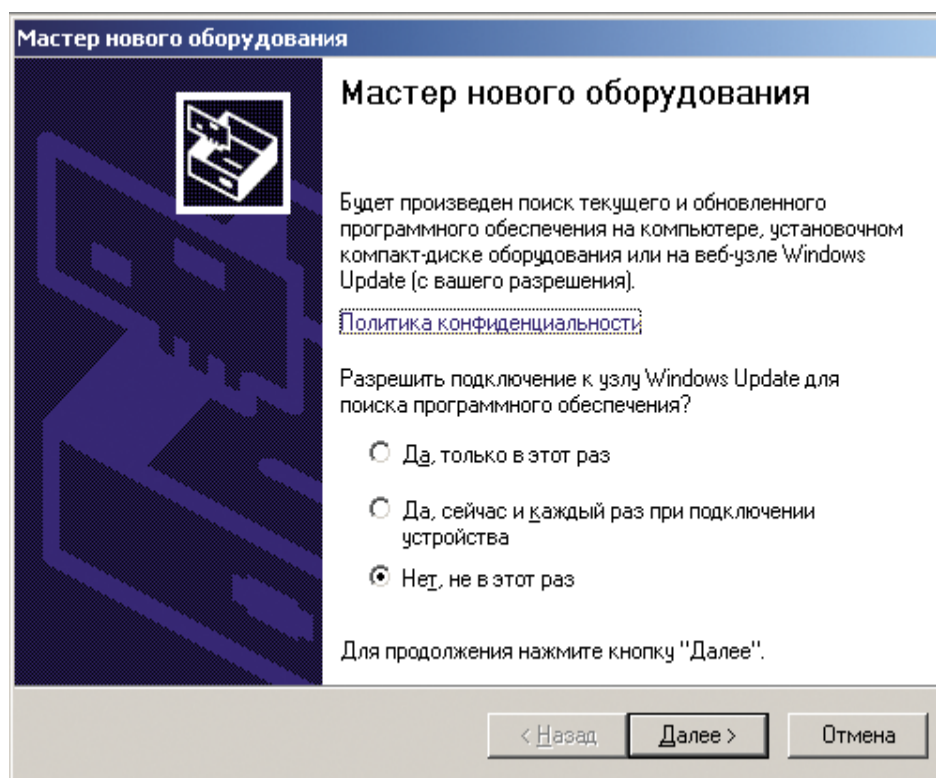 Мастер нового оборудования
Мастер нового оборудования
Будет произведен поиск текущего и обновленного
программного обеспечения на компьютере, установочном
компакт-диске оборудования или на веб-узле Windows
Update (с вашего разрешения).
Политика конфиденциальности
Разрешить подключение к узлу Windows Update для
поиска программного обеспечения?
Да, только в этот раз
Да, сейчас и каждый раз при подключении
устройства
Нет, не в этот раз
Для продолжения нажмите кнопку "Далее".
< Назад Далее > Отмена